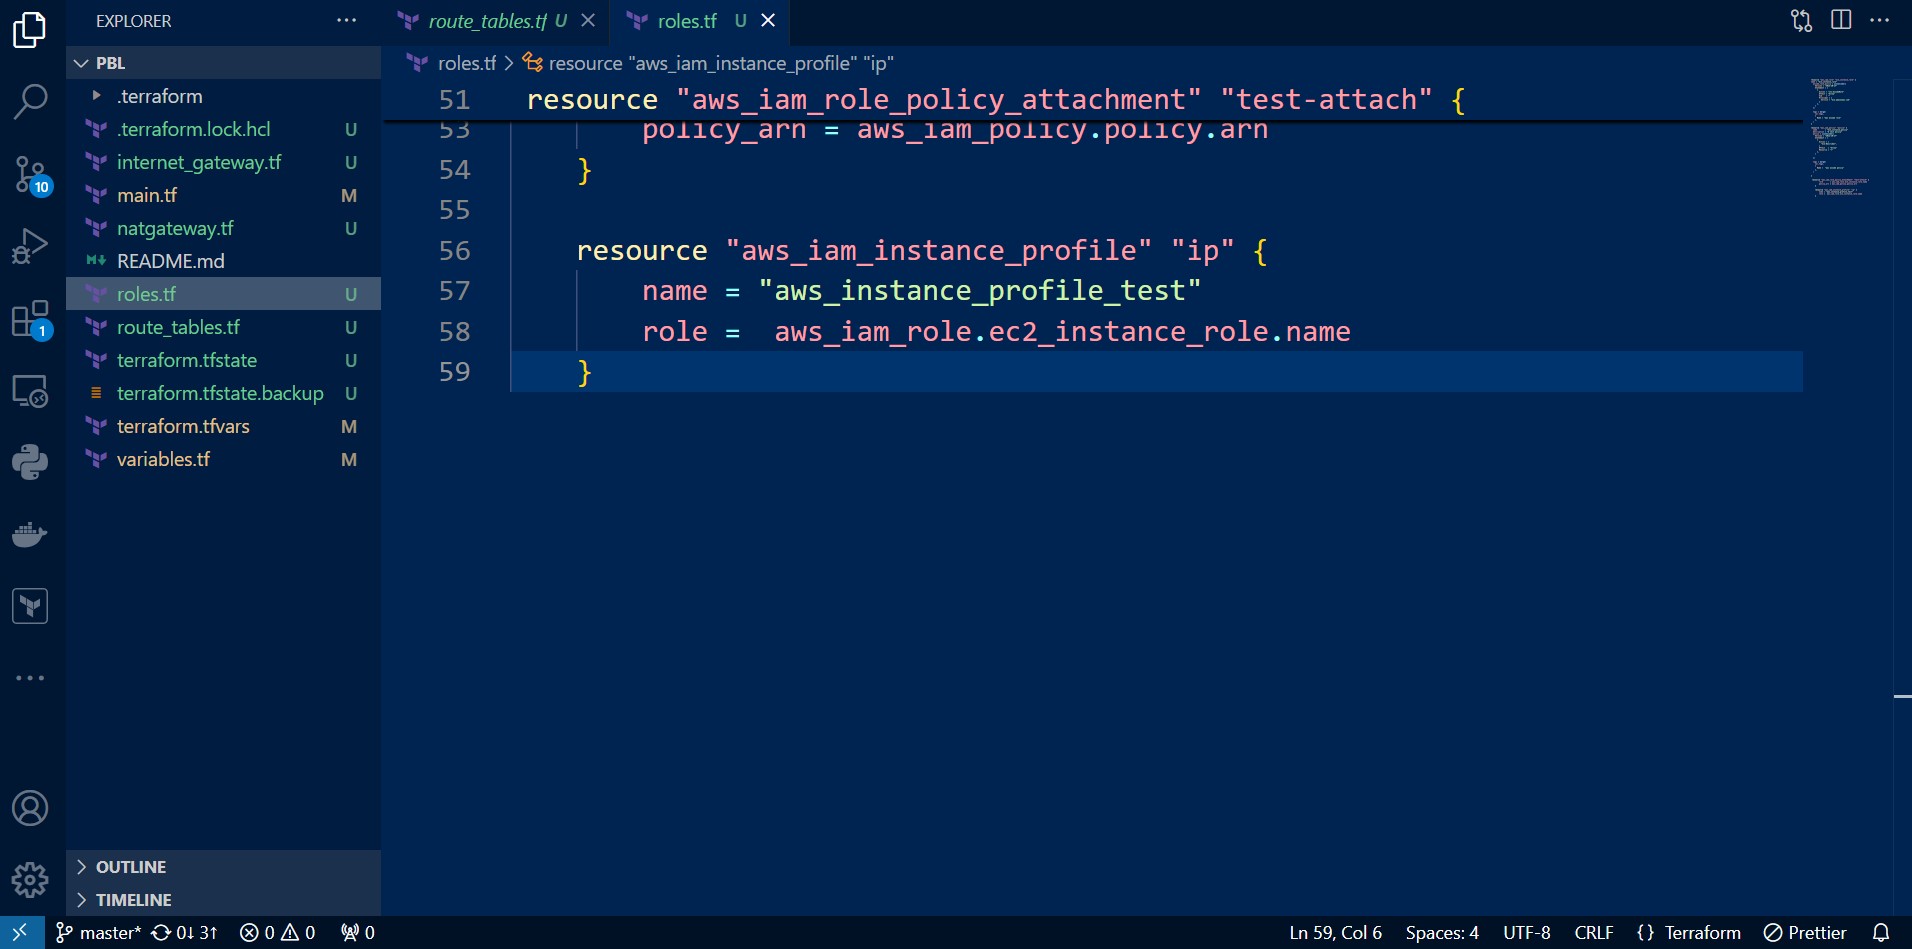 EXPLORER
PBL
.terraform
.terraform.lock.hcl U
internet_gateway.tf U
main.tf M
natgateway.tf U
README.md
roles.tf U
route_tables.tf U
terraform.tfstate U
terraform.tfstate.backup U
terraform.tfvars M
variables.tf M
OUTLINE
TIMELINE
10
1
route_tables.tf U
roles.tf U
roles.tf > resource "aws_iam_instance_profile" "ip"
51 resource "aws_iam_role_policy_attachment" "test-attach" {
53 policy_arn = aws_iam_policy.policy.arn
54 }
55
56 resource "aws_iam_instance_profile" "ip" {
57 name = "aws_instance_profile_test"
58 role =  aws_iam_role.ec2_instance_role.name
59 }
master* 0↓ 3↑ 0 0 0 Ln 59, Col 6 Spaces: 4 UTF-8 CRLF {} Terraform Prettier